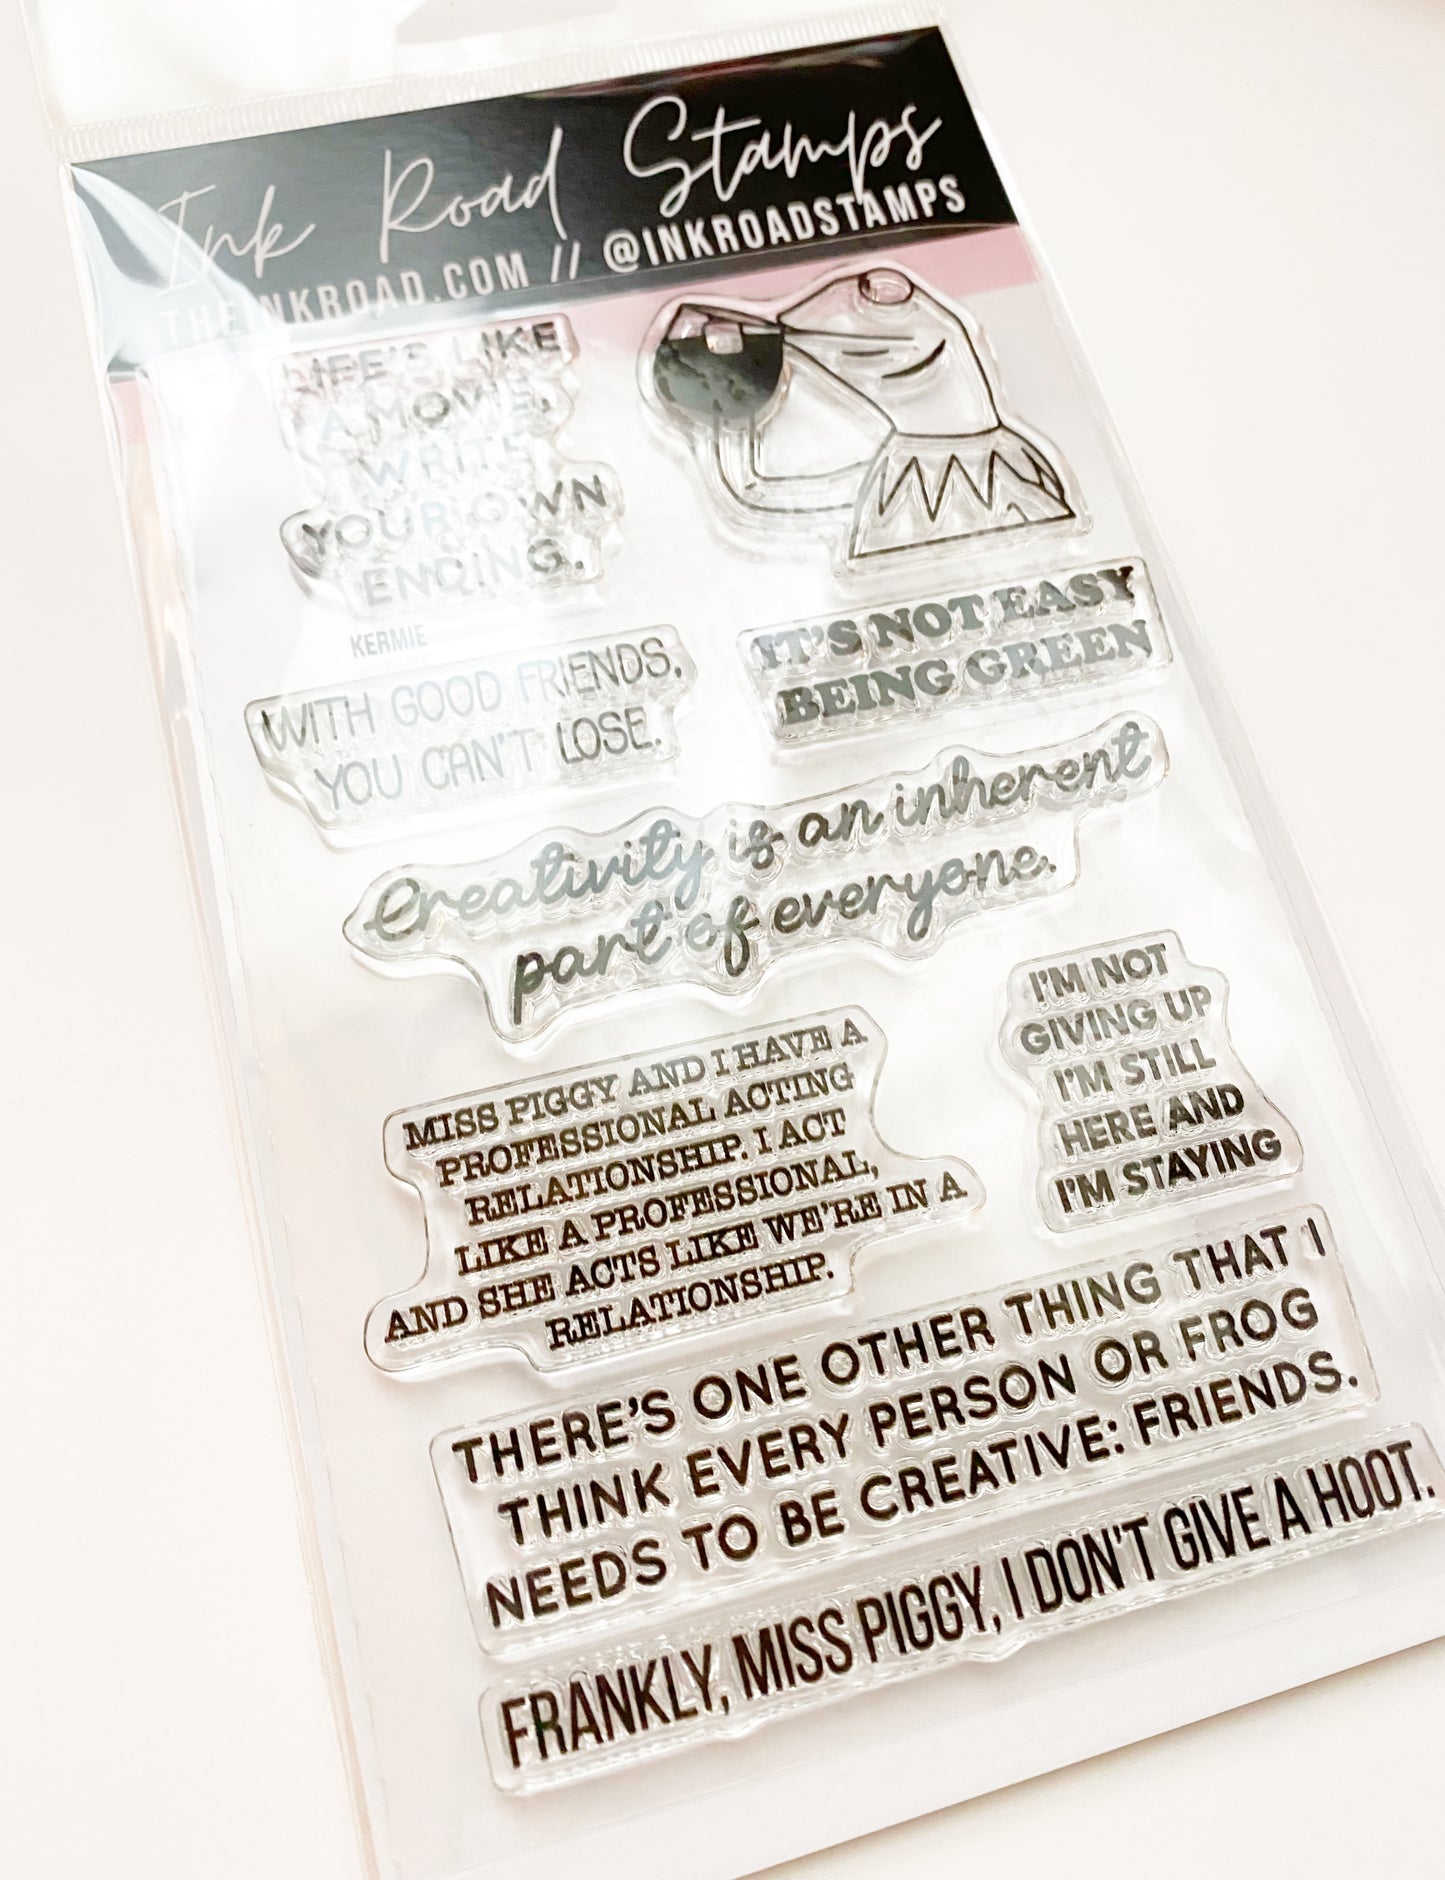 Ink Road Stamps
THEINKROAD.COM // @INKROADSTAMPS
LIFE'S LIKE
A MOVIE,
WRITE
YOUR OWN
ENDING.
KERMIE
IT'S NOT EASY
BEING GREEN
WITH GOOD FRIENDS,
YOU CAN'T LOSE.
Creativity is an inherent
part of everyone.
I'M NOT
GIVING UP
I'M STILL
HERE AND
I'M STAYING
MISS PIGGY AND I HAVE A
PROFESSIONAL ACTING
RELATIONSHIP. I ACT
LIKE A PROFESSIONAL,
AND SHE ACTS LIKE WE'RE IN A
RELATIONSHIP.
THERE'S ONE OTHER THING THAT I
THINK EVERY PERSON OR FROG
NEEDS TO BE CREATIVE: FRIENDS.
FRANKLY, MISS PIGGY, I DON'T GIVE A HOOT.